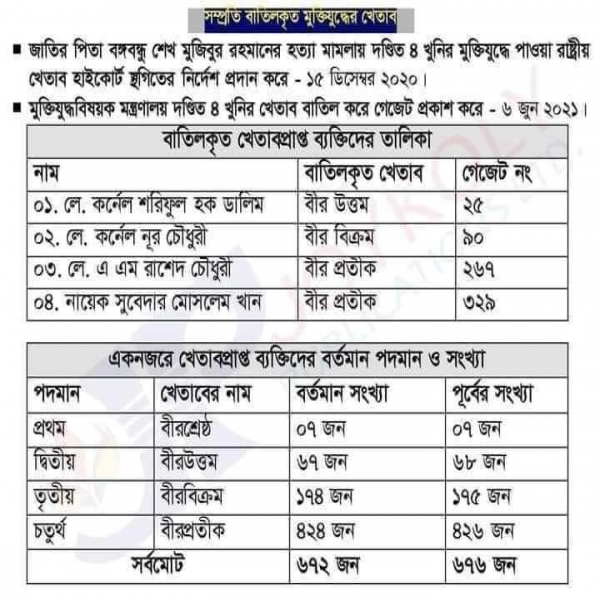 সম্প্রতি বাতিলকৃত মুক্তিযুদ্ধের খেতাব
■ জাতির পিতা বঙ্গবন্ধু শেখ মুজিবুর রহমানের হত্যা মামলায় দণ্ডিত ৪ খুনির মুক্তিযুদ্ধে পাওয়া রাষ্ট্রীয়
খেতাব হাইকোর্ট স্থগিতের নির্দেশ প্রদান করে - ১৫ ডিসেম্বর ২০২০।
■ মুক্তিযুদ্ধবিষয়ক মন্ত্রণালয় দণ্ডিত ৪ খুনির খেতাব বাতিল করে গেজেট প্রকাশ করে - ৬ জুন ২০২১।
বাতিলকৃত খেতাবপ্রাপ্ত ব্যক্তিদের তালিকা
নাম বাতিলকৃত খেতাব গেজেট নং
০১. লে. কর্নেল শরিফুল হক ডালিম বীর উত্তম ২৫
০২. লে. কর্নেল নূর চৌধুরী বীর বিক্রম ৯০
০৩. লে. এ এম রাশেদ চৌধুরী বীর প্রতীক ২৬৭
০৪. নায়েক সুবেদার মোসলেম খান বীর প্রতীক ৩২৯
একনজরে খেতাবপ্রাপ্ত ব্যক্তিদের বর্তমান পদমান ও সংখ্যা
পদমান খেতাবের নাম বর্তমান সংখ্যা পূর্বের সংখ্যা
প্রথম বীরশ্রেষ্ঠ ০৭ জন ০৭ জন
দ্বিতীয় বীরউত্তম ৬৭ জন ৬৮ জন
তৃতীয় বীরবিক্রম ১৭৪ জন ১৭৫ জন
চতুর্থ বীরপ্রতীক ৪২৪ জন ৪২৬ জন
সর্বমোট ৬৭২ জন ৬৭৬ জন